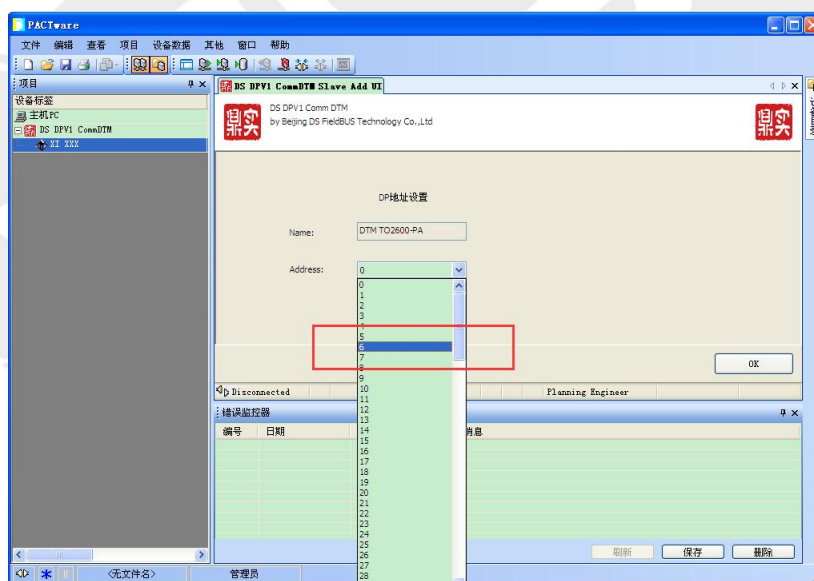 PACTware
文件 编辑 查看 项目 设备数据 其他 窗口 帮助
项目
设备标签
主机PC
DS DPV1 CommDTM
XI XXX
DS DPV1 CommDTM Slave Add UI
鼎实
DS DPV1 Comm DTM
by Beijing DS FieldBUS Technology Co.,Ltd
鼎实
DP地址设置
Name: DTM TO2600-PA
Address: 0
0
1
2
3
4
5
6
7
8
9
10
11
12
13
14
15
16
17
18
19
20
21
22
23
24
25
26
27
28
OK
Disconnected Planning Engineer
错误监控器
编号 日期 消息
刷新 保存 删除
<无文件名> 管理员